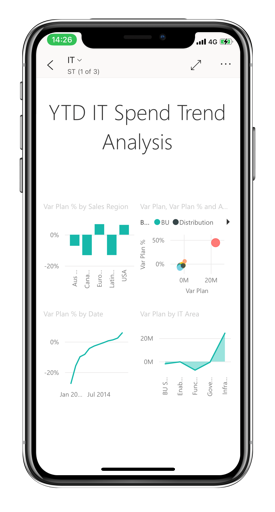 14:26
4G
IT
ST (1 of 3)
YTD IT Spend Trend
Analysis
Var Plan % by Sales Region
0%
-20%
Aus ...
Cana...
Euro...
Latin...
USA
Var Plan, Var Plan % and A...
B...
BU
Distribution
Var Plan %
50%
0%
0M
20M
Var Plan
Var Plan % by Date
0%
-20%
Jan 20...
Jul 2014
Var Plan by IT Area
20M
0M
BU S...
Enab...
Func...
Gove...
Infra...